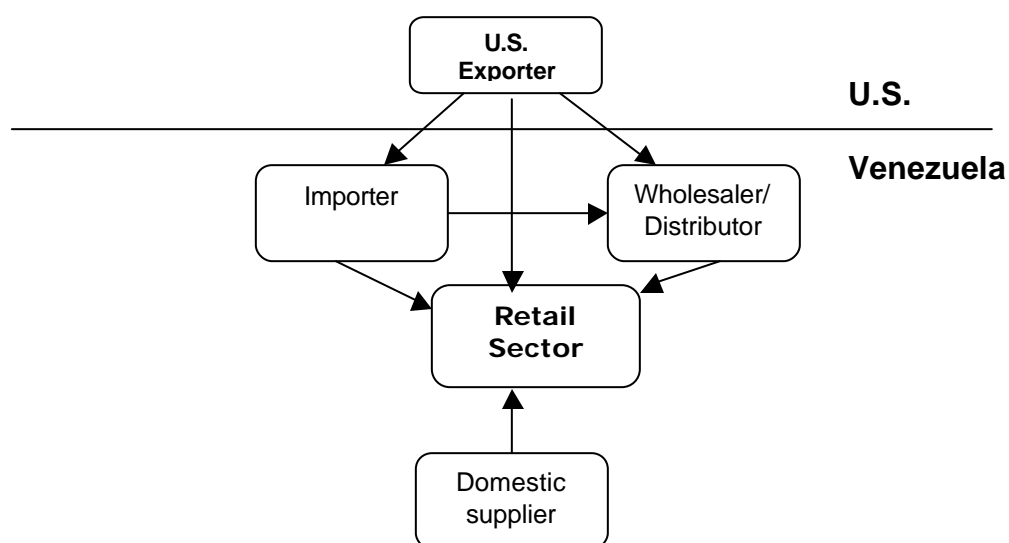 U.S.
Exporter
U.S.
Venezuela
Importer
Wholesaler/
Distributor
Retail
Sector
Domestic
supplier